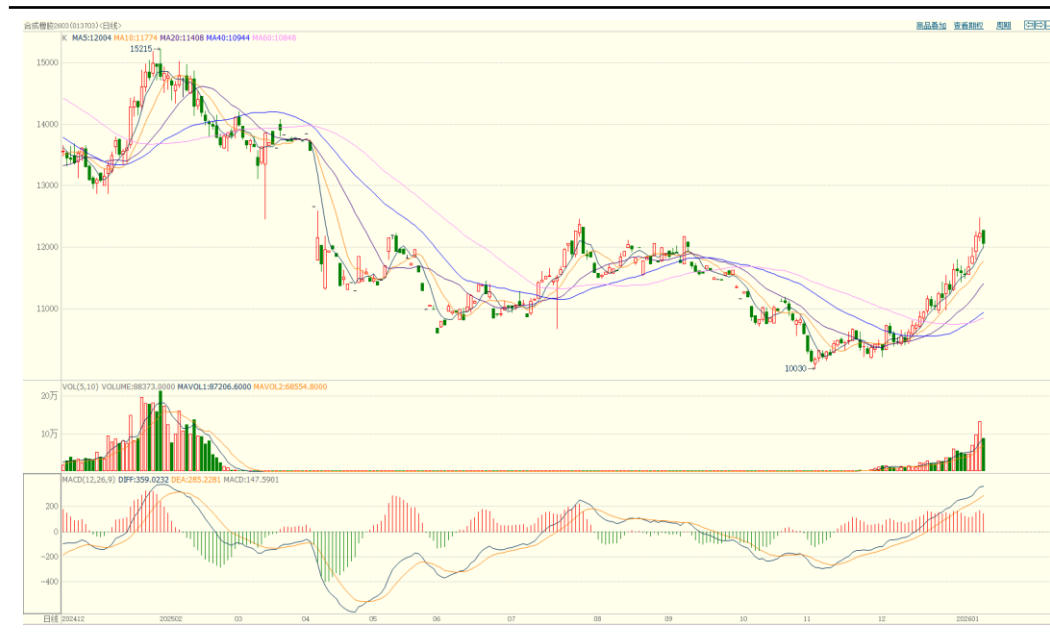 合成橡胶2603(013703)<日线> 商品叠加 查看期权 周期
K MA5:12004 MA10:11774 MA20:11408 MA40:10944 MA60:10848
15215
15000
14000
13000
12000
11000
10030
VOL(5,10) VOLUME:88373.0000 MAVOL1:87206.6000 MAVOL2:68554.8000
20万
10万
MACD(12,26,9) DIFF:359.0232 DEA:285.2281 MACD:147.5901
200
0
-200
-400
日线 202412 202502 03 04 05 06 07 08 09 10 11 12 202601